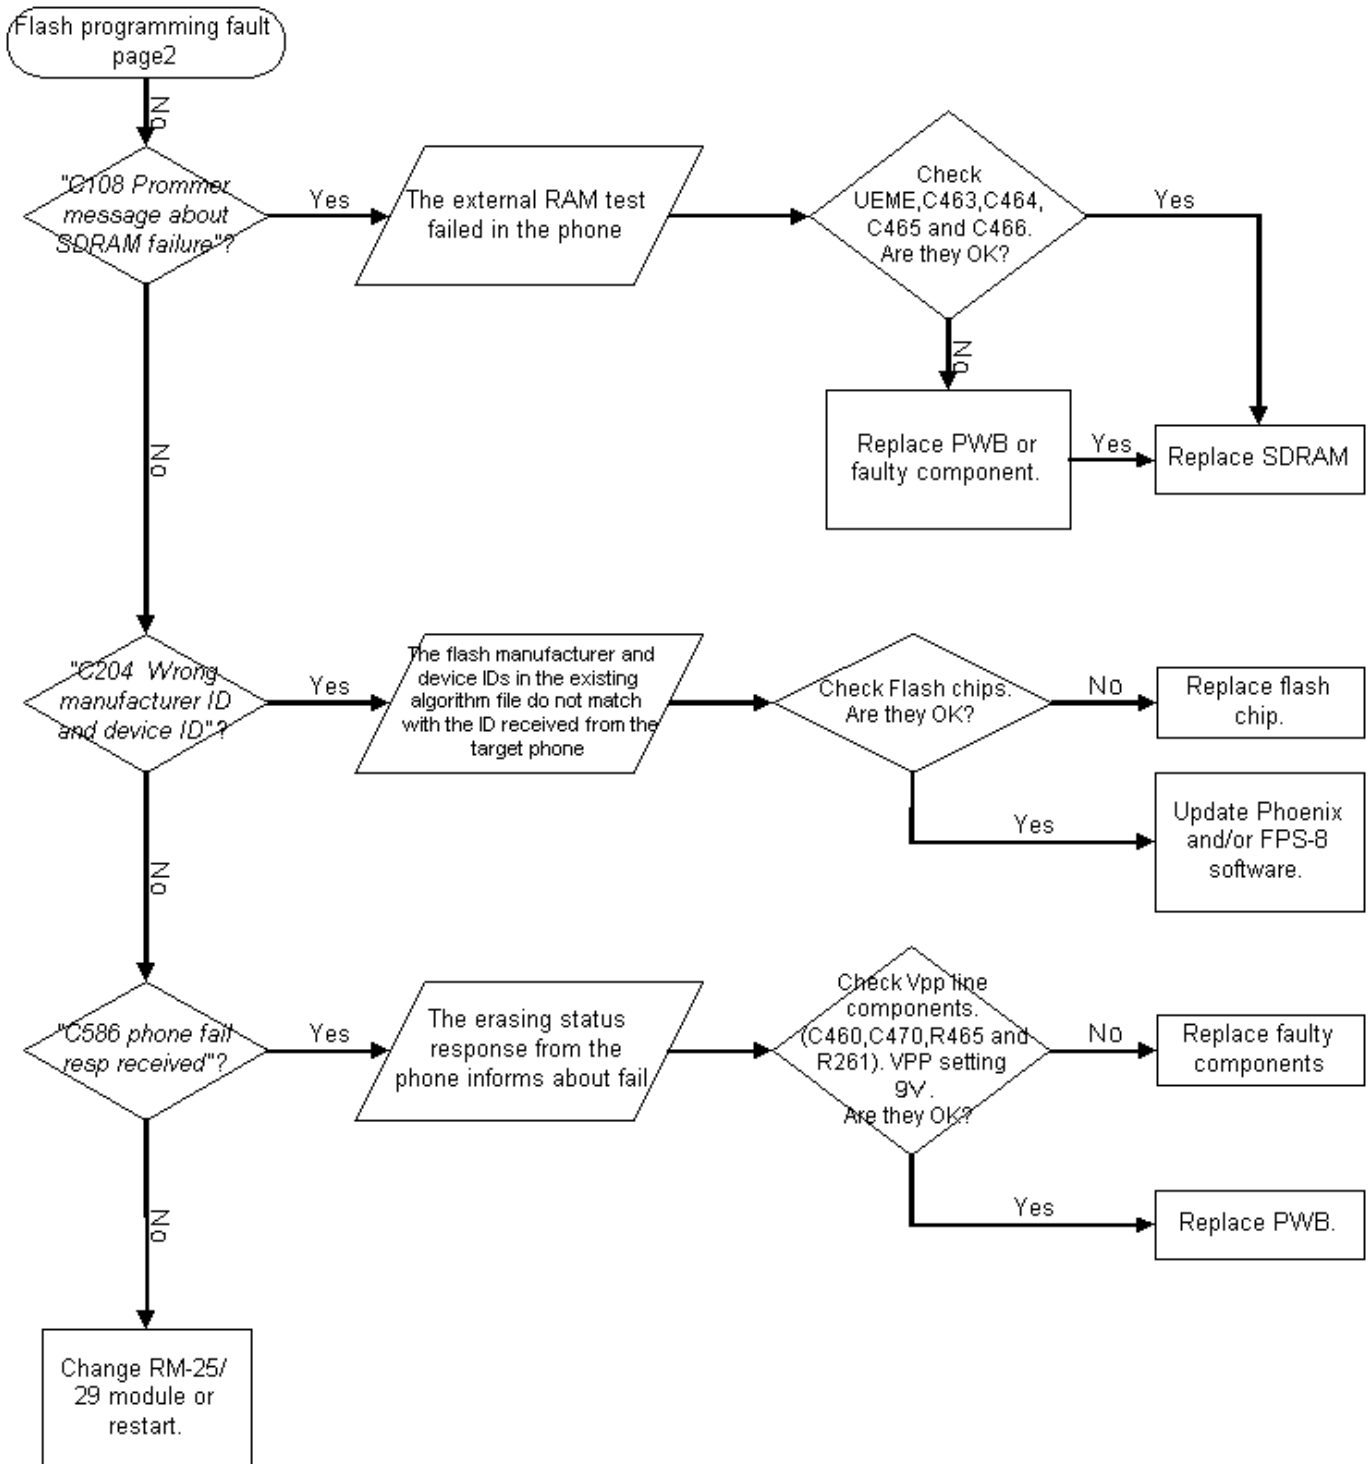 Flash programming fault
page2
No
"C108 Prommer
message about
SDRAM failure"?
Yes
The external RAM test
failed in the phone
Check
UEME,C463,C464,
C465 and C466.
Are they OK?
Yes
No
Replace PWB or
faulty component.
Yes
Replace SDRAM
No
"C204 Wrong
manufacturer ID
and device ID"?
Yes
The flash manufacturer and
device IDs in the existing
algorithm file do not match
with the ID received from the
target phone
Check Flash chips.
Are they OK?
No
Replace flash
chip.
Yes
Update Phoenix
and/or FPS-8
software.
No
"C586 phone fail
resp received"?
Yes
The erasing status
response from the
phone informs about fail
Check Vpp line
components.
(C460,C470,R465 and
R261). VPP setting
9V.
Are they OK?
No
Replace faulty
components
Yes
Replace PWB.
No
Change RM-25/
29 module or
restart.